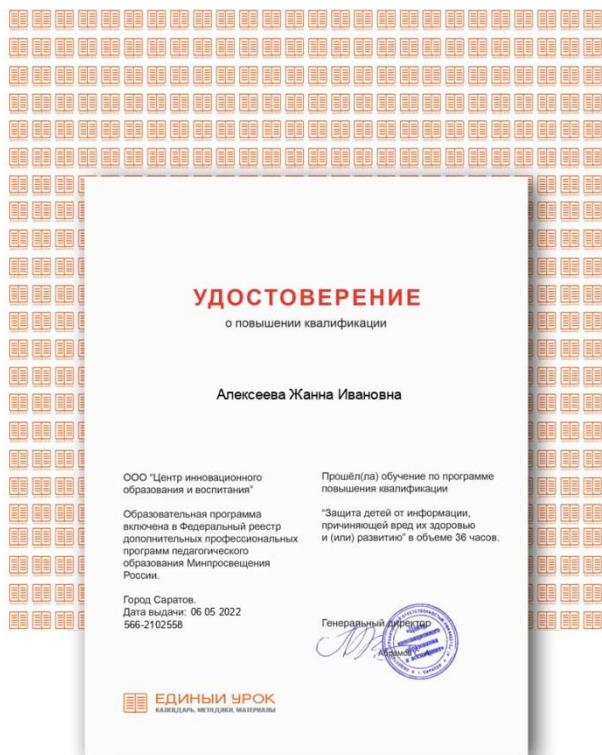 УДОСТОВЕРЕНИЕ
о повышении квалификации
Алексеева Жанна Ивановна
ООО "Центр инновационного
образования и воспитания"
Образовательная программа
включена в Федеральный реестр
дополнительных профессиональных
программ педагогического
образования Минпросвещения
России.
Город Саратов.
Дата выдачи: 06 05 2022
566-2102558
Прошёл(ла) обучение по программе
повышения квалификации
"Защита детей от информации,
причиняющей вред их здоровью
и (или) развитию" в объеме 36 часов.
Генеральный директор
ЕДИНЫЙ УРОК
КАЛЕНДАРЬ, МЕТОДИКИ, МАТЕРИАЛЫ